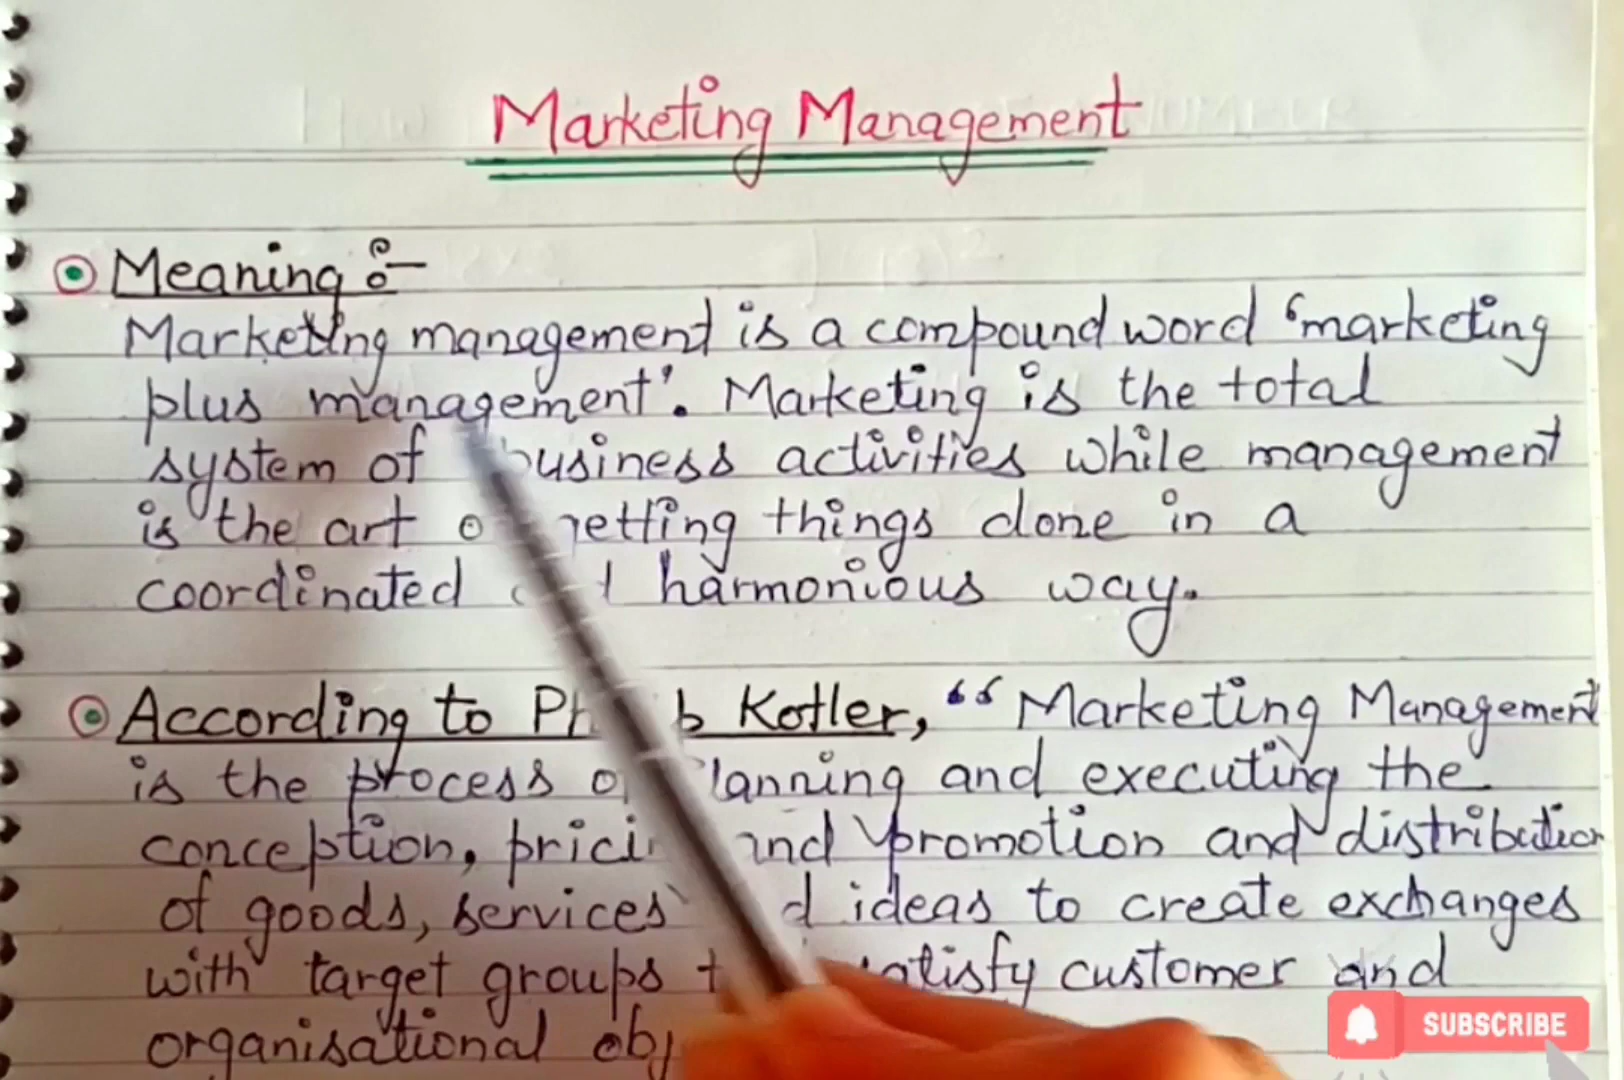 Marketing Management
Meaning :-
Marketing management is a compound word 'marketing
plus management'. Marketing is the total
system of business activities while management
is the art getting things done in a
coordinated harmonious way.
According to Kotler, “Marketing Management
is the process planning and executing the
conception, and promotion and distribution
of goods, services ideas to create exchanges
with target groups satisfy customer and
organisational
SUBSCRIBE